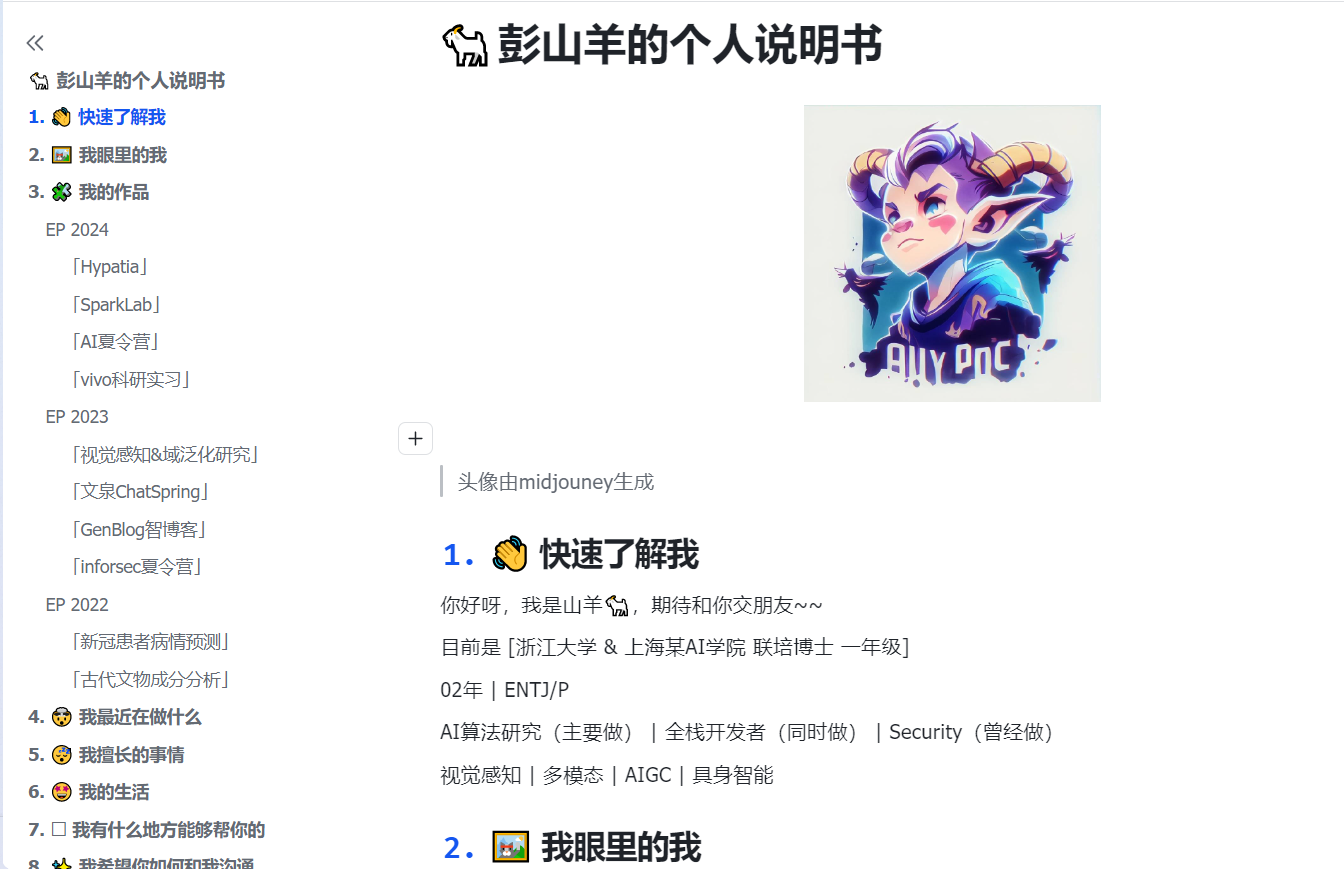 彭山羊的个人说明书
1. 快速了解我
2. 我眼里的我
3. 我的作品
EP 2024
「Hypatia」
「SparkLab」
「AI夏令营」
「vivo科研实习」
EP 2023
「视觉感知&域泛化研究」
「文泉ChatSpring」
「GenBlog智博客」
「inforsec夏令营」
EP 2022
「新冠患者病情预测」
「古代文物成分分析」
4. 我最近在做什么
5. 我擅长的事情
6. 我的生活
7. 我有什么地方能够帮你的
8. 我希望你如何和我沟通
🐐彭山羊的个人说明书
头像由midjouney生成
1. 👋 快速了解我
你好呀，我是山羊🐐，期待和你交朋友~~
目前是 [浙江大学 & 上海某AI学院 联培博士 一年级]
02年 | ENTJ/P
AI算法研究（主要做） | 全栈开发者（同时做） | Security（曾经做）
视觉感知 | 多模态 | AIGC | 具身智能
2. 🖼️ 我眼里的我